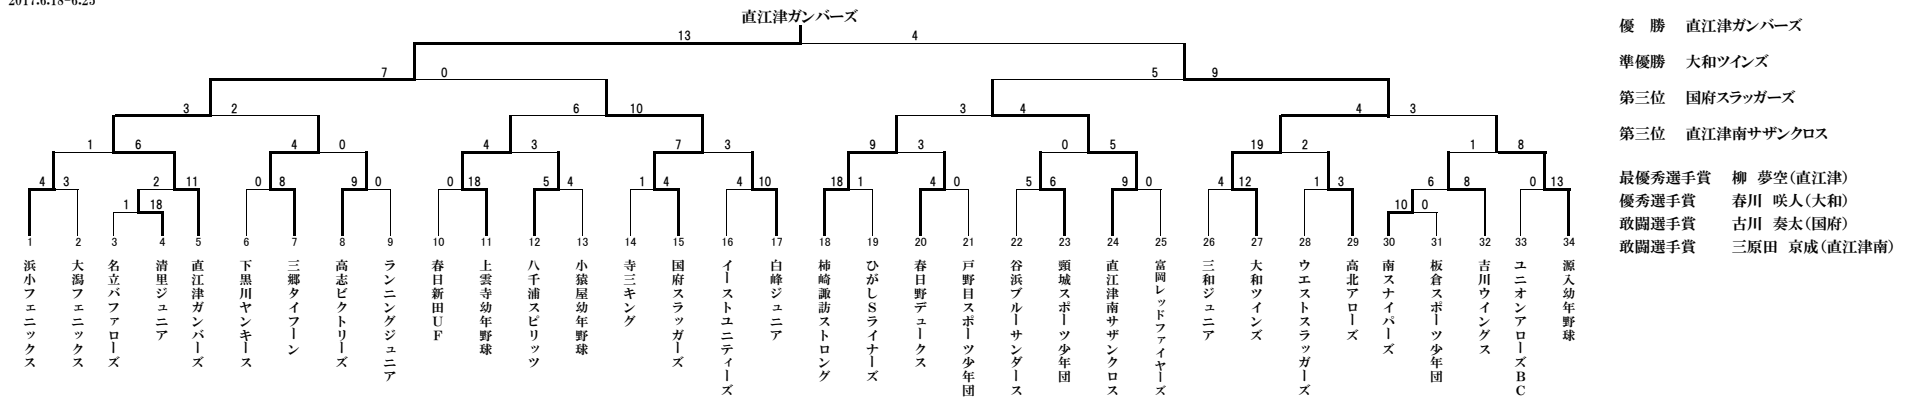 2017.6.18-6.25
直江津ガンバーズ
13 4
7 0 5 9
3 2 6 10 3 4 4 3
1 6 4 0 4 3 7 3 9 3 0 5 19 2 1 8
4 3 2 11 0 8 9 0 0 18 5 4 1 4 4 10 18 1 4 0 5 6 9 0 4 12 1 3 6 8 0 13
1 18 10 0
1 2 3 4 5 6 7 8 9 10 11 12 13 14 15 16 17 18 19 20 21 22 23 24 25 26 27 28 29 30 31 32 33 34
浜小フェニックス
大潟フェニックス
名立バファローズ
清里ジュニア
直江津ガンバーズ
下黒川ヤンキース
三郷タイフーン
高志ビクトリーズ
ランニングジュニア
春日新田UF
上雲寺幼年野球
八千浦スピリッツ
小猿屋幼年野球
寺三キング
国府スラッガーズ
イーストユニティーズ
白峰ジュニア
柿崎諏訪ストロング
ひがしSライナーズ
春日野デュークス
戸野目スポーツ少年団
谷浜ブルーサンダース
頸城スポーツ少年団
直江津南サザンクロス
富岡レッドファイヤーズ
三和ジュニア
大和ツインズ
ウエストスラッガーズ
高北アローズ
南スナイパーズ
板倉スポーツ少年団
吉川ウイングス
ユニオンアローズBC
源入幼年野球
優　勝　直江津ガンバーズ
準優勝　大和ツインズ
第三位　国府スラッガーズ
第三位　直江津南サザンクロス
最優秀選手賞　柳　夢空（直江津）
優秀選手賞　春川　咲人（大和）
敢闘選手賞　古川　奏太（国府）
敢闘選手賞　三原田　京成（直江津南）